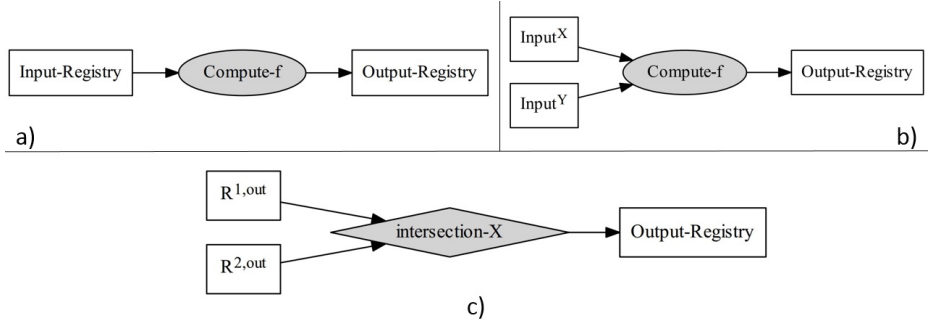 Input-Registry
Compute-f
Output-Registry
a)
Input^X
Input^Y
Compute-f
Output-Registry
b)
R^1,out
R^2,out
intersection-X
Output-Registry
c)